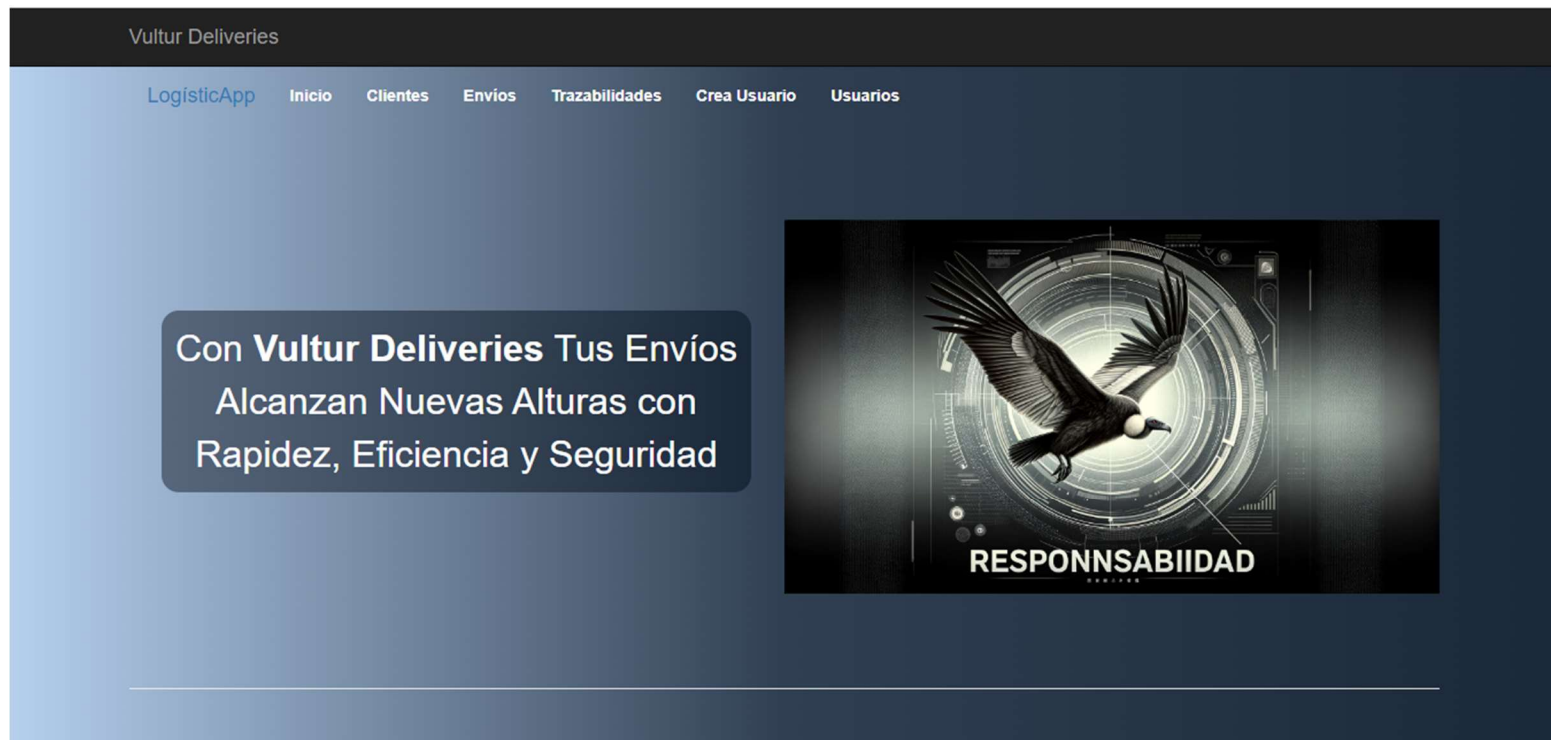 Vultur Deliveries
LogísticApp Inicio Clientes Envíos Trazabilidades Crea Usuario Usuarios
Con Vultur Deliveries Tus Envíos
Alcanzan Nuevas Alturas con
Rapidez, Eficiencia y Seguridad
RESPONNSABIIDAD